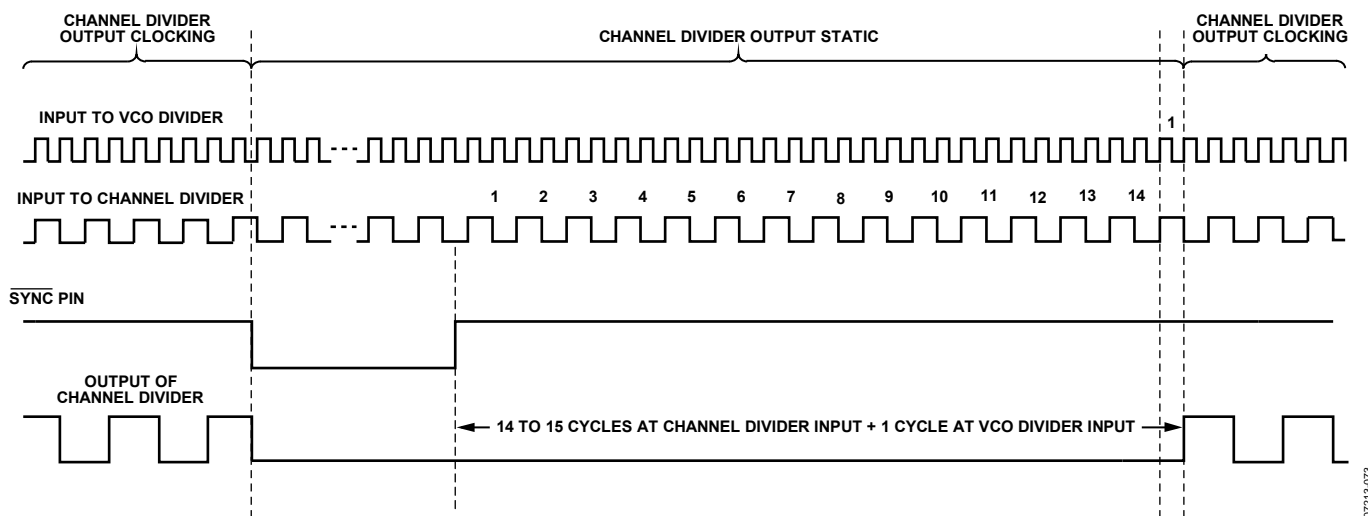 CHANNEL DIVIDER
OUTPUT CLOCKING
CHANNEL DIVIDER OUTPUT STATIC
CHANNEL DIVIDER
OUTPUT CLOCKING
INPUT TO VCO DIVIDER
1
INPUT TO CHANNEL DIVIDER
1 2 3 4 5 6 7 8 9 10 11 12 13 14
SYNC PIN
OUTPUT OF
CHANNEL DIVIDER
14 TO 15 CYCLES AT CHANNEL DIVIDER INPUT + 1 CYCLE AT VCO DIVIDER INPUT
07213-073